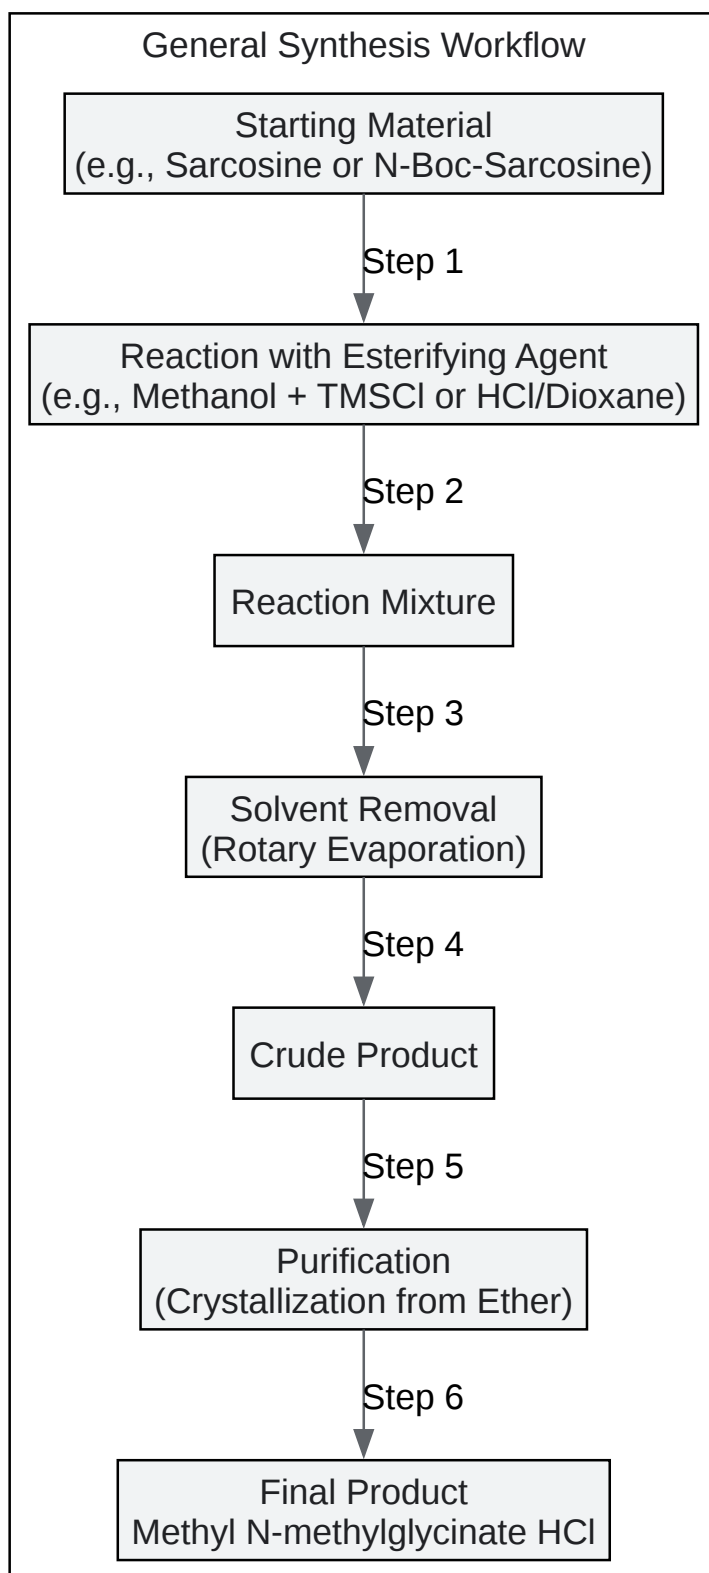 General Synthesis Workflow
Starting Material
(e.g., Sarcosine or N-Boc-Sarcosine)
Step 1
Reaction with Esterifying Agent
(e.g., Methanol + TMSCl or HCl/Dioxane)
Step 2
Reaction Mixture
Step 3
Solvent Removal
(Rotary Evaporation)
Step 4
Crude Product
Step 5
Purification
(Crystallization from Ether)
Step 6
Final Product
Methyl N-methylglycinate HCl